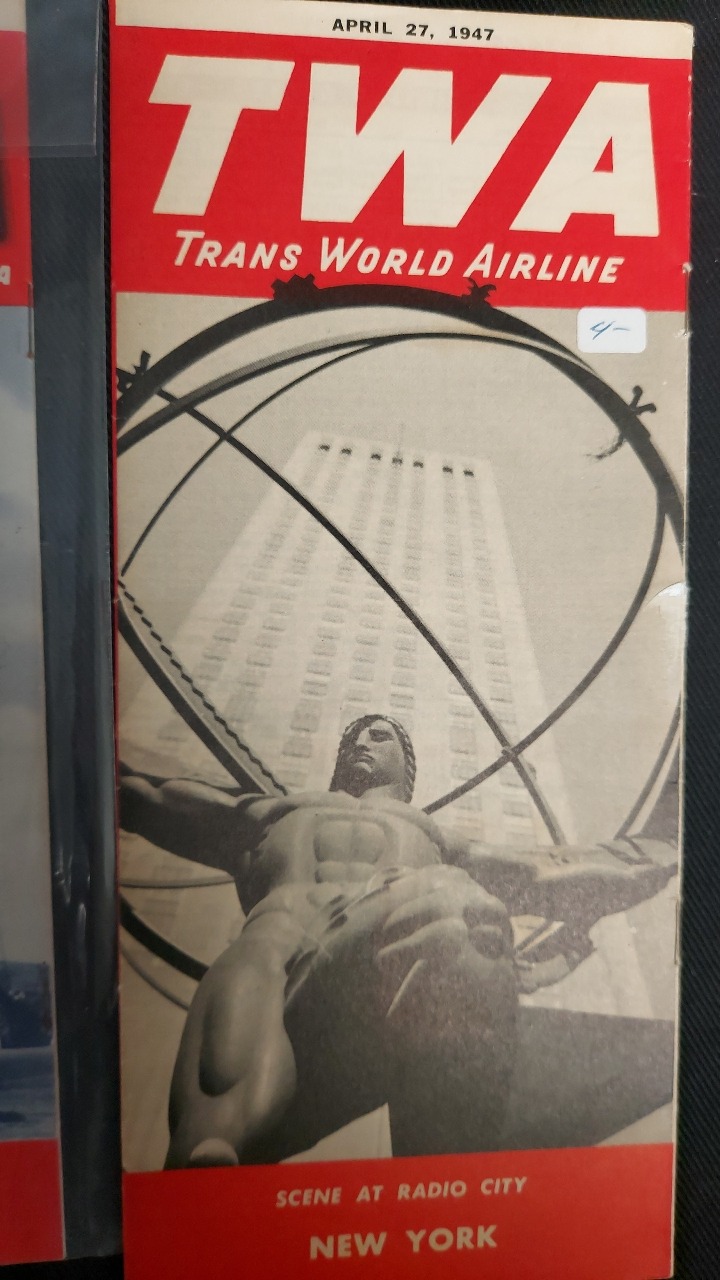 APRIL 27, 1947
TWA
TRANS WORLD AIRLINE
4-
SCENE AT RADIO CITY
NEW YORK
A